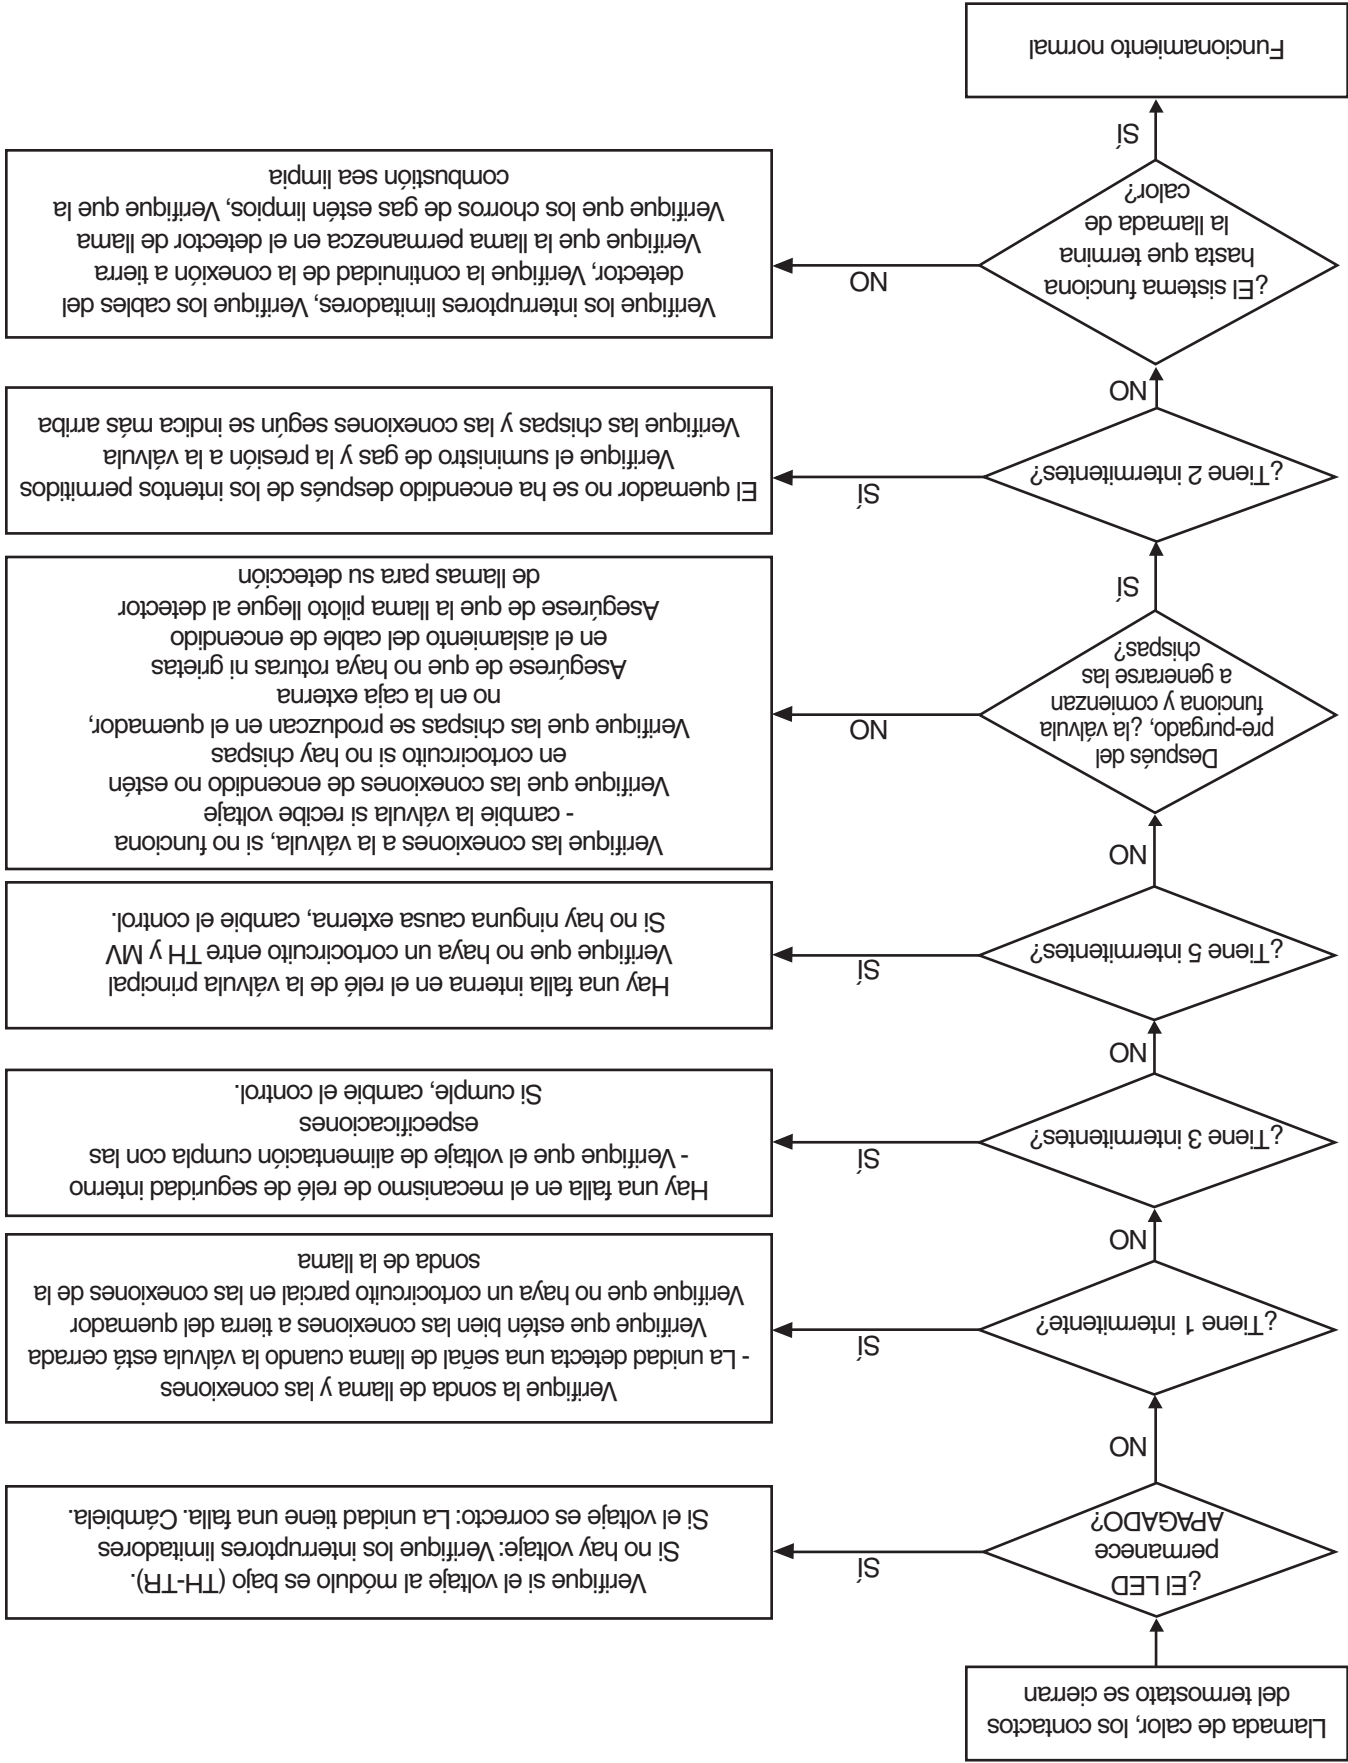 Llamada de calor, los contactos
del termostato se cierran
¿El LED
permanece
APAGADO?
SÍ
Verifique si el voltaje al módulo es bajo (TH-TR).
Si no hay voltaje: Verifique los interruptores limitadores
Si el voltaje es correcto: La unidad tiene una falla. Cámbiela.
NO
¿Tiene 1 intermitente?
SÍ
Verifique la sonda de llama y las conexiones
- La unidad detecta una señal de llama cuando la válvula está cerrada
Verifique que estén bien las conexiones a tierra del quemador
Verifique que no haya un cortocircuito parcial en las conexiones de la
sonda de la llama
NO
¿Tiene 3 intermitentes?
SÍ
Hay una falla en el mecanismo de relé de seguridad interno
- Verifique que el voltaje de alimentación cumpla con las
especificaciones
Si cumple, cambie el control.
NO
¿Tiene 5 intermitentes?
SÍ
Hay una falla interna en el relé de la válvula principal
Verifique que no haya un cortocircuito entre TH y MV
Si no hay ninguna causa externa, cambie el control.
NO
Después del
pre-purgado, ¿la válvula
funciona y comienzan
a generarse las
chispas?
NO
Verifique las conexiones a la válvula, si no funciona
- cambie la válvula si recibe voltaje
Verifique que las conexiones de encendido no estén
en cortocircuito si no hay chispas
Verifique que las chispas se produzcan en el quemador,
no en la caja externa
Asegúrese de que no haya roturas ni grietas
en el aislamiento del cable de encendido
Asegúrese de que la llama piloto llegue al detector
de llamas para su detección
SÍ
¿Tiene 2 intermitentes?
SÍ
El quemador no se ha encendido después de los intentos permitidos
Verifique el suministro de gas y la presión a la válvula
Verifique las chispas y las conexiones según se indica más arriba
NO
¿El sistema funciona
hasta que termina
la llamada de
calor?
NO
Verifique los interruptores limitadores, Verifique los cables del
detector, Verifique la continuidad de la conexión a tierra
Verifique que la llama permanezca en el detector de llama
Verifique que los chorros de gas estén limpios, Verifique que la
combustión sea limpia
SÍ
Funcionamiento normal